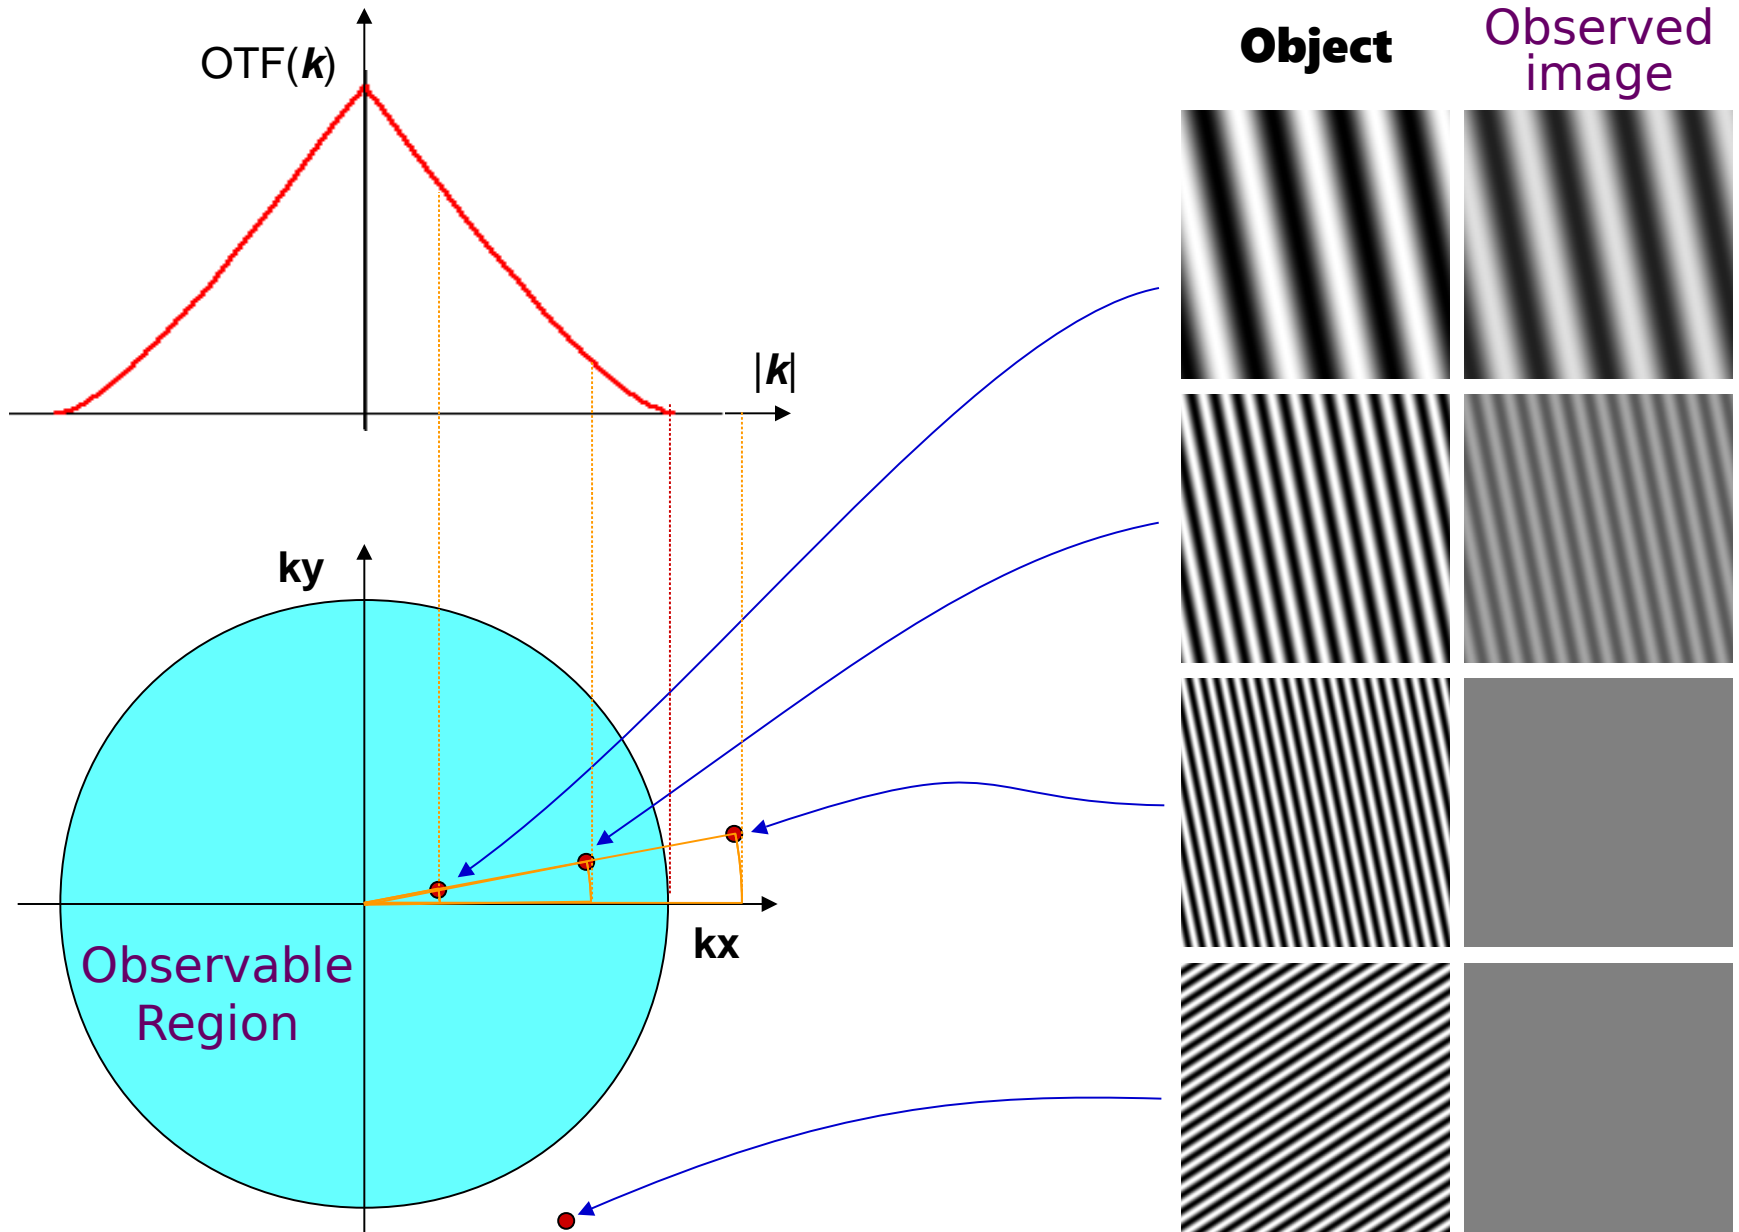 OTF(k)
|k|
ky
kx
Observable
Region
Object
Observed
image